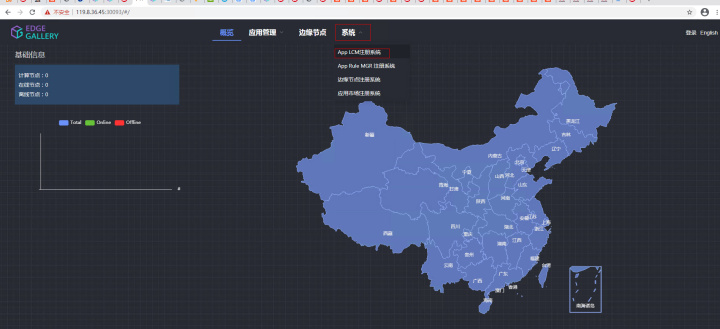 不安全 | 119.8.36.45:30093/#/
EDGE
GALLERY
概览 应用管理 边缘节点 系统
登录 English
App LCM注册系统
App Rule MGR 注册系统
边缘节点注册系统
应用市场注册系统
基础信息
计算节点：0
在线节点：0
离线节点：0
Total Online Offline
黑龙江
吉林
辽宁
新疆
内蒙古
北京
天津
宁夏
山西
河北
山东
青海
甘肃
陕西
河南
西藏
四川
重庆
湖北
安徽
江苏
上海
浙江
湖南
江西
贵州
云南
福建
台湾
广西
广东
香港
澳门
海南
南海诸岛